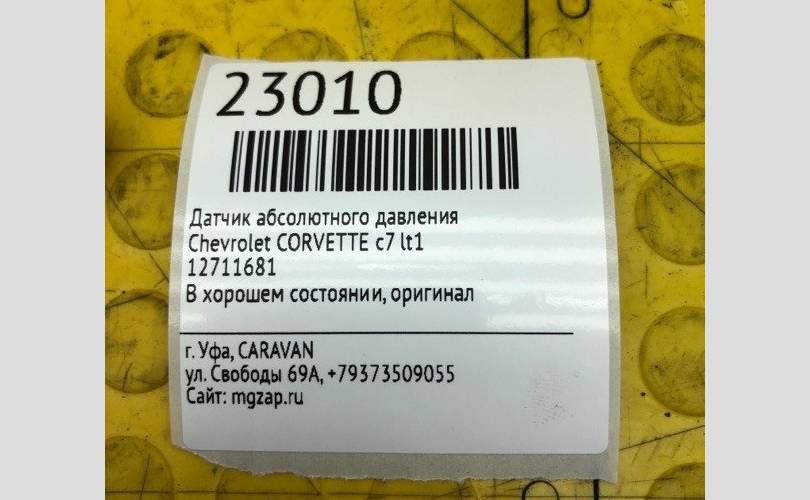 23010
Датчик абсолютного давления
Chevrolet CORVETTE c7 lt1
12711681
В хорошем состоянии, оригинал
г. Уфа, CARAVAN
ул. Свободы 69А, +79373509055
Сайт: mgzap.ru